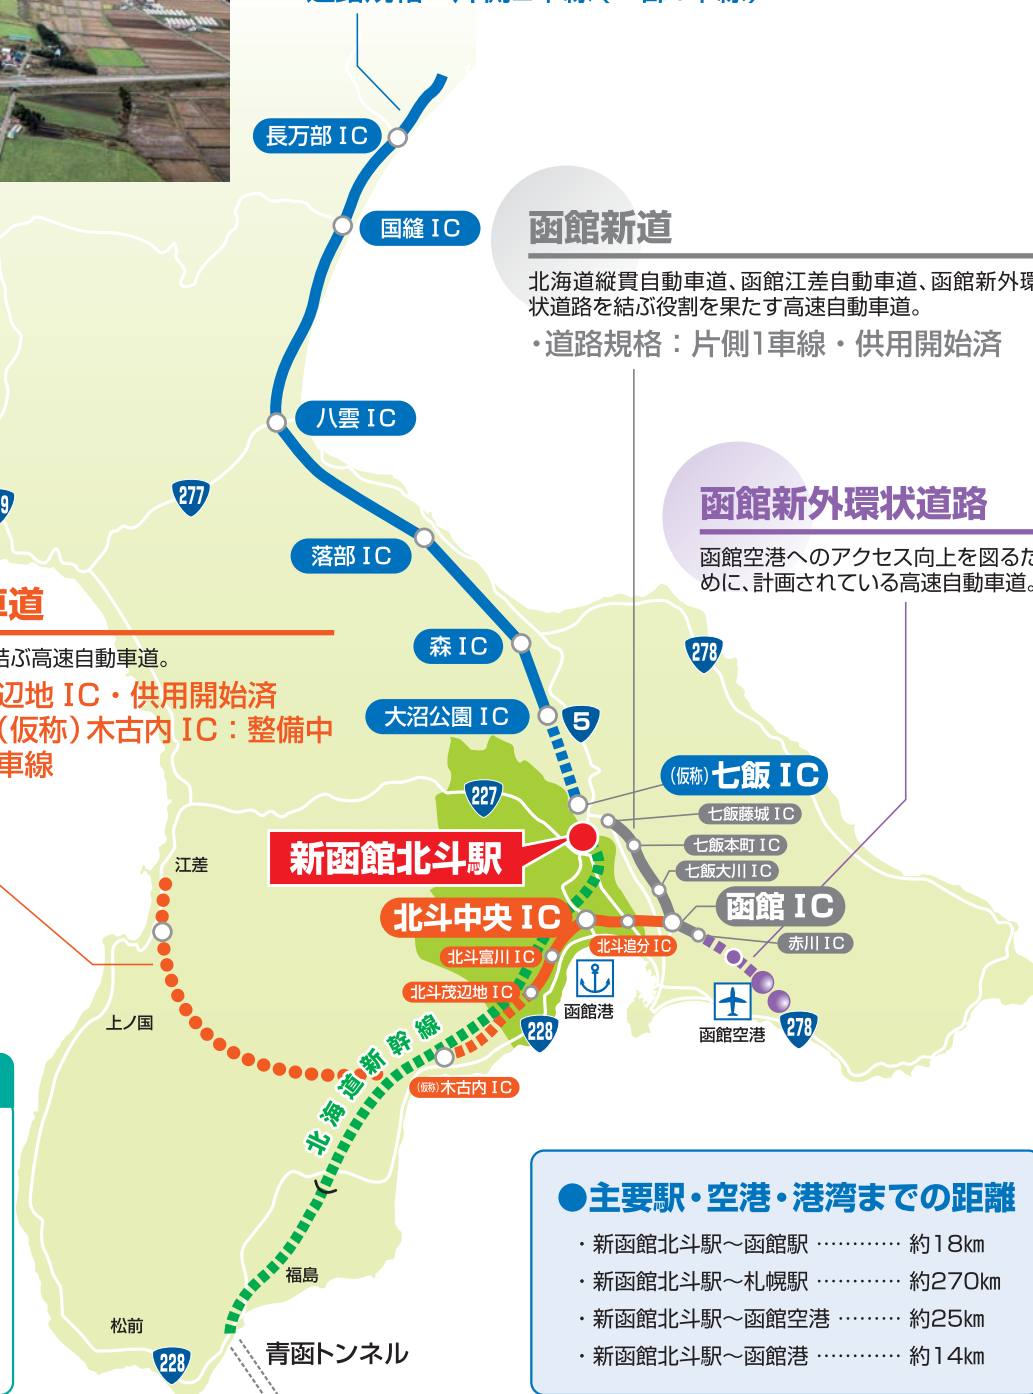 長万部 IC
国縫 IC
函館新道
北海道縦貫自動車道、函館江差自動車道、函館新外環
状道路を結ぶ役割を果たす高速自動車道。
・道路規格：片側1車線・供用開始済
八雲 IC
277
9
函館新外環状道路
函館空港へのアクセス向上を図るた
めに、計画されている高速自動車道。
落部 IC
車道
結ぶ高速自動車道。
辺地 IC・供用開始済
(仮称)木古内 IC：整備中
車線
森 IC
278
大沼公園 IC
5
(仮称)七飯 IC
227
七飯藤城 IC
七飯本町 IC
新函館北斗駅
七飯大川 IC
江差
北斗中央 IC
函館 IC
北斗追分 IC
赤川 IC
北斗富川 IC
北斗茂辺地 IC
函館港
上ノ国
228
函館空港
278
北海道新幹線
(仮称)木古内 IC
福島
松前
228
青函トンネル
●主要駅・空港・港湾までの距離
・新函館北斗駅～函館駅 ………… 約18km
・新函館北斗駅～札幌駅 ………… 約270km
・新函館北斗駅～函館空港 ……… 約25km
・新函館北斗駅～函館港 ………… 約14km